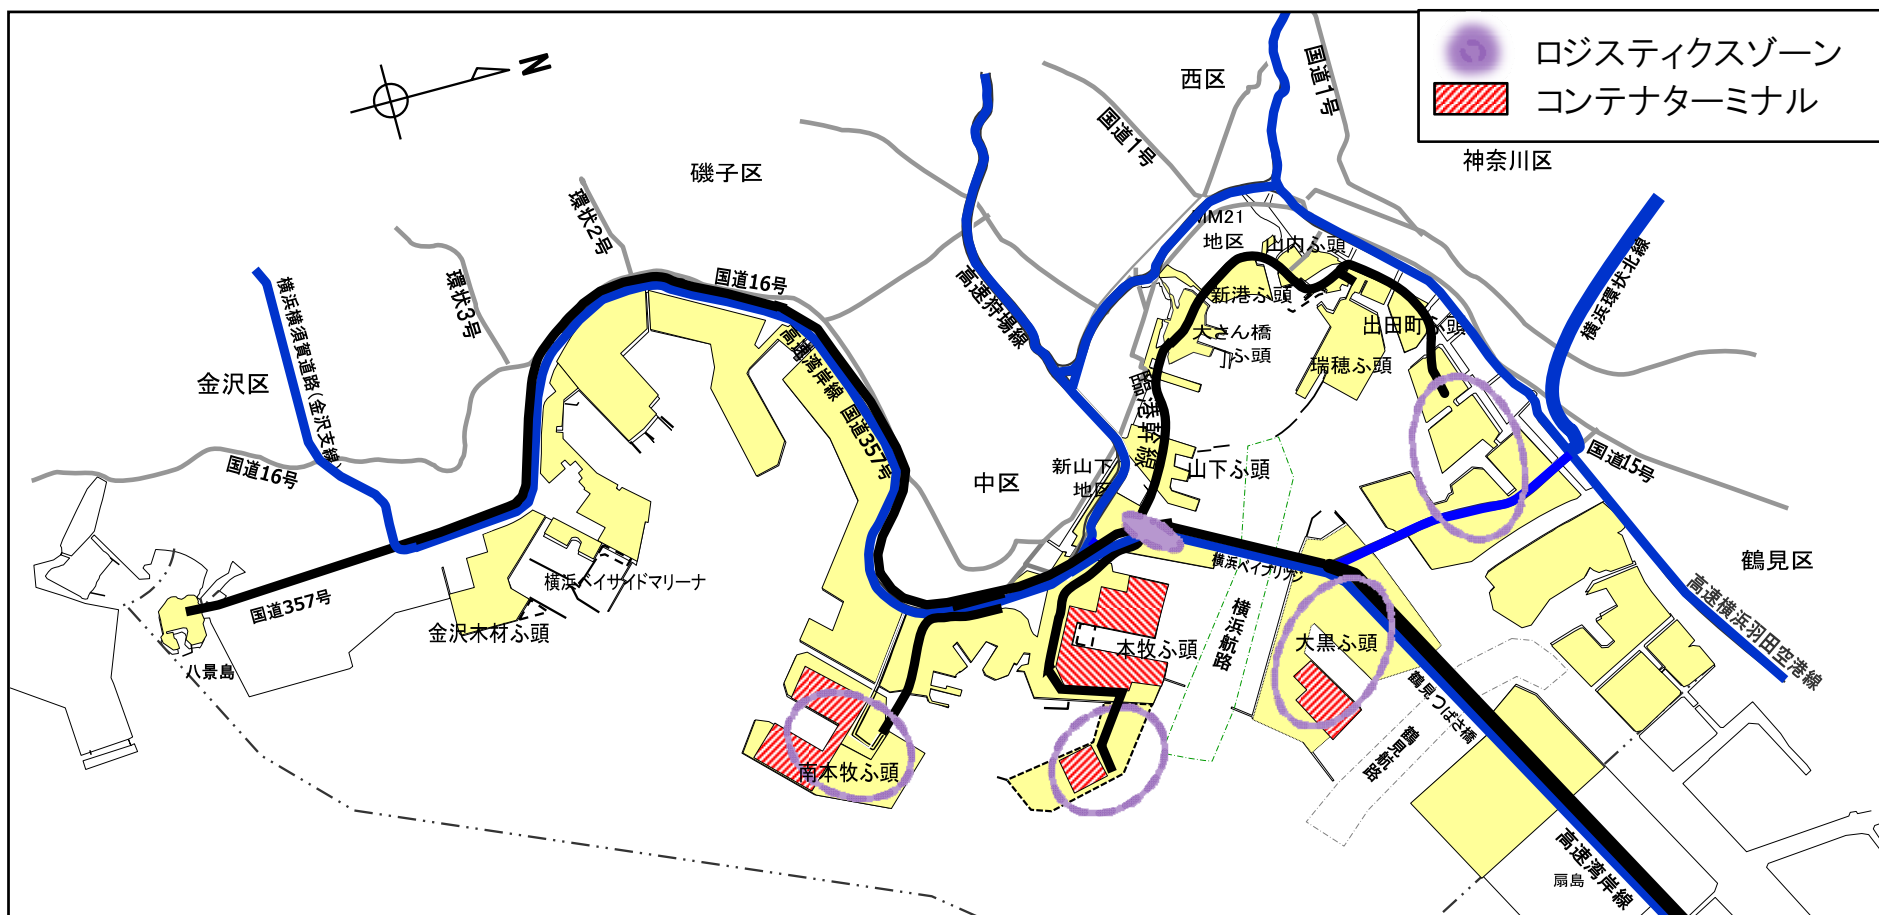 ロジスティクスゾーン
コンテナターミナル
N
西区
国道1号
国道1号
神奈川区
磯子区
環状2号
環状3号
国道16号
高速狩場線
MM21
地区
山内ふ頭
新港ふ頭
大さん橋
ふ頭
出田町ふ頭
瑞穂ふ頭
横浜環状北線
横浜横須賀道路(金沢支線)
金沢区
国道16号
高速湾岸線
国道357号
臨港幹線
中区
新山下
地区
山下ふ頭
国道15号
鶴見区
高速横浜羽田空港線
横浜ベイブリッジ
横浜航路
横浜ベイサイドマリーナ
国道357号
金沢木材ふ頭
八景島
本牧ふ頭
大黒ふ頭
鶴見つばさ橋
鶴見航路
南本牧ふ頭
高速湾岸線
扇島